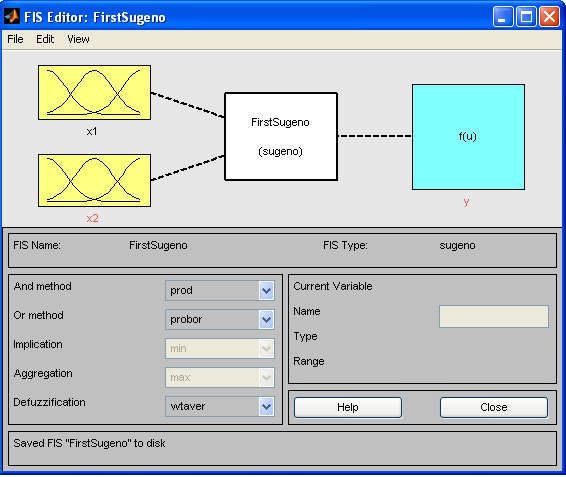 FIS Editor: FirstSugeno
File Edit View
x1
x2
FirstSugeno
(sugeno)
f(u)
y
FIS Name: FirstSugeno FIS Type: sugeno
And method prod
Or method probor
Implication min
Aggregation max
Defuzzification wtaver
Current Variable
Name
Type
Range
Help Close
Saved FIS "FirstSugeno" to disk